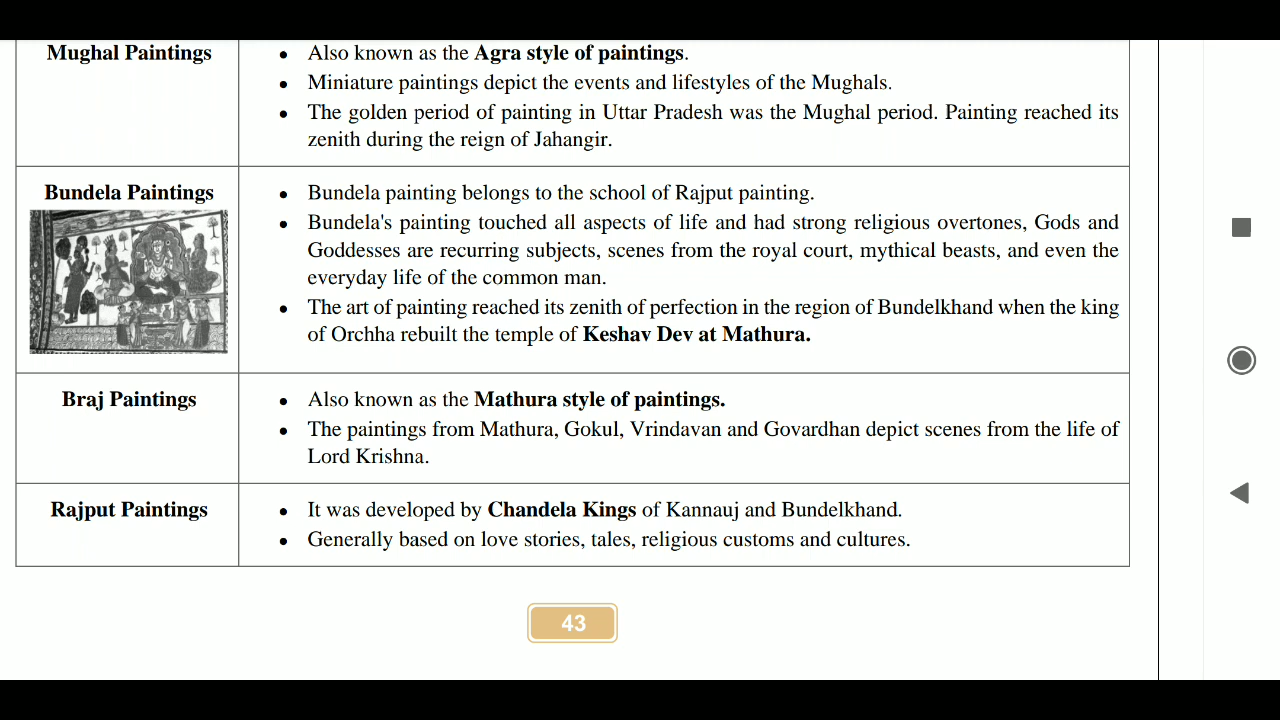 Mughal Paintings
• Also known as the Agra style of paintings.
• Miniature paintings depict the events and lifestyles of the Mughals.
• The golden period of painting in Uttar Pradesh was the Mughal period. Painting reached its
zenith during the reign of Jahangir.
Bundela Paintings
• Bundela painting belongs to the school of Rajput painting.
• Bundela's painting touched all aspects of life and had strong religious overtones, Gods and
Goddesses are recurring subjects, scenes from the royal court, mythical beasts, and even the
everyday life of the common man.
• The art of painting reached its zenith of perfection in the region of Bundelkhand when the king
of Orchha rebuilt the temple of Keshav Dev at Mathura.
Braj Paintings
• Also known as the Mathura style of paintings.
• The paintings from Mathura, Gokul, Vrindavan and Govardhan depict scenes from the life of
Lord Krishna.
Rajput Paintings
• It was developed by Chandela Kings of Kannauj and Bundelkhand.
• Generally based on love stories, tales, religious customs and cultures.
43